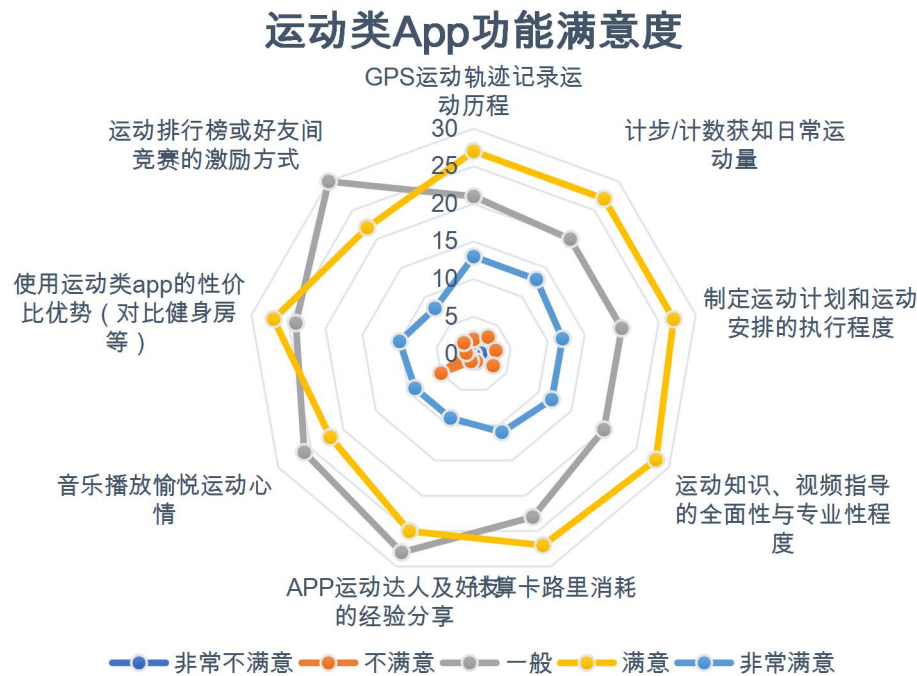 运动类App功能满意度
GPS运动轨迹记录运
动历程
运动排行榜或好友间
竞赛的激励方式
计步/计数获知日常运
动量
30
25
20
15
10
5
0
使用运动类app的性价
比优势（对比健身房
等）
制定运动计划和运动
安排的执行程度
音乐播放愉悦运动心
情
运动知识、视频指导
的全面性与专业性程
度
APP运动达人及好友
的经验分享
计算卡路里消耗
非常不满意
不满意
一般
满意
非常满意